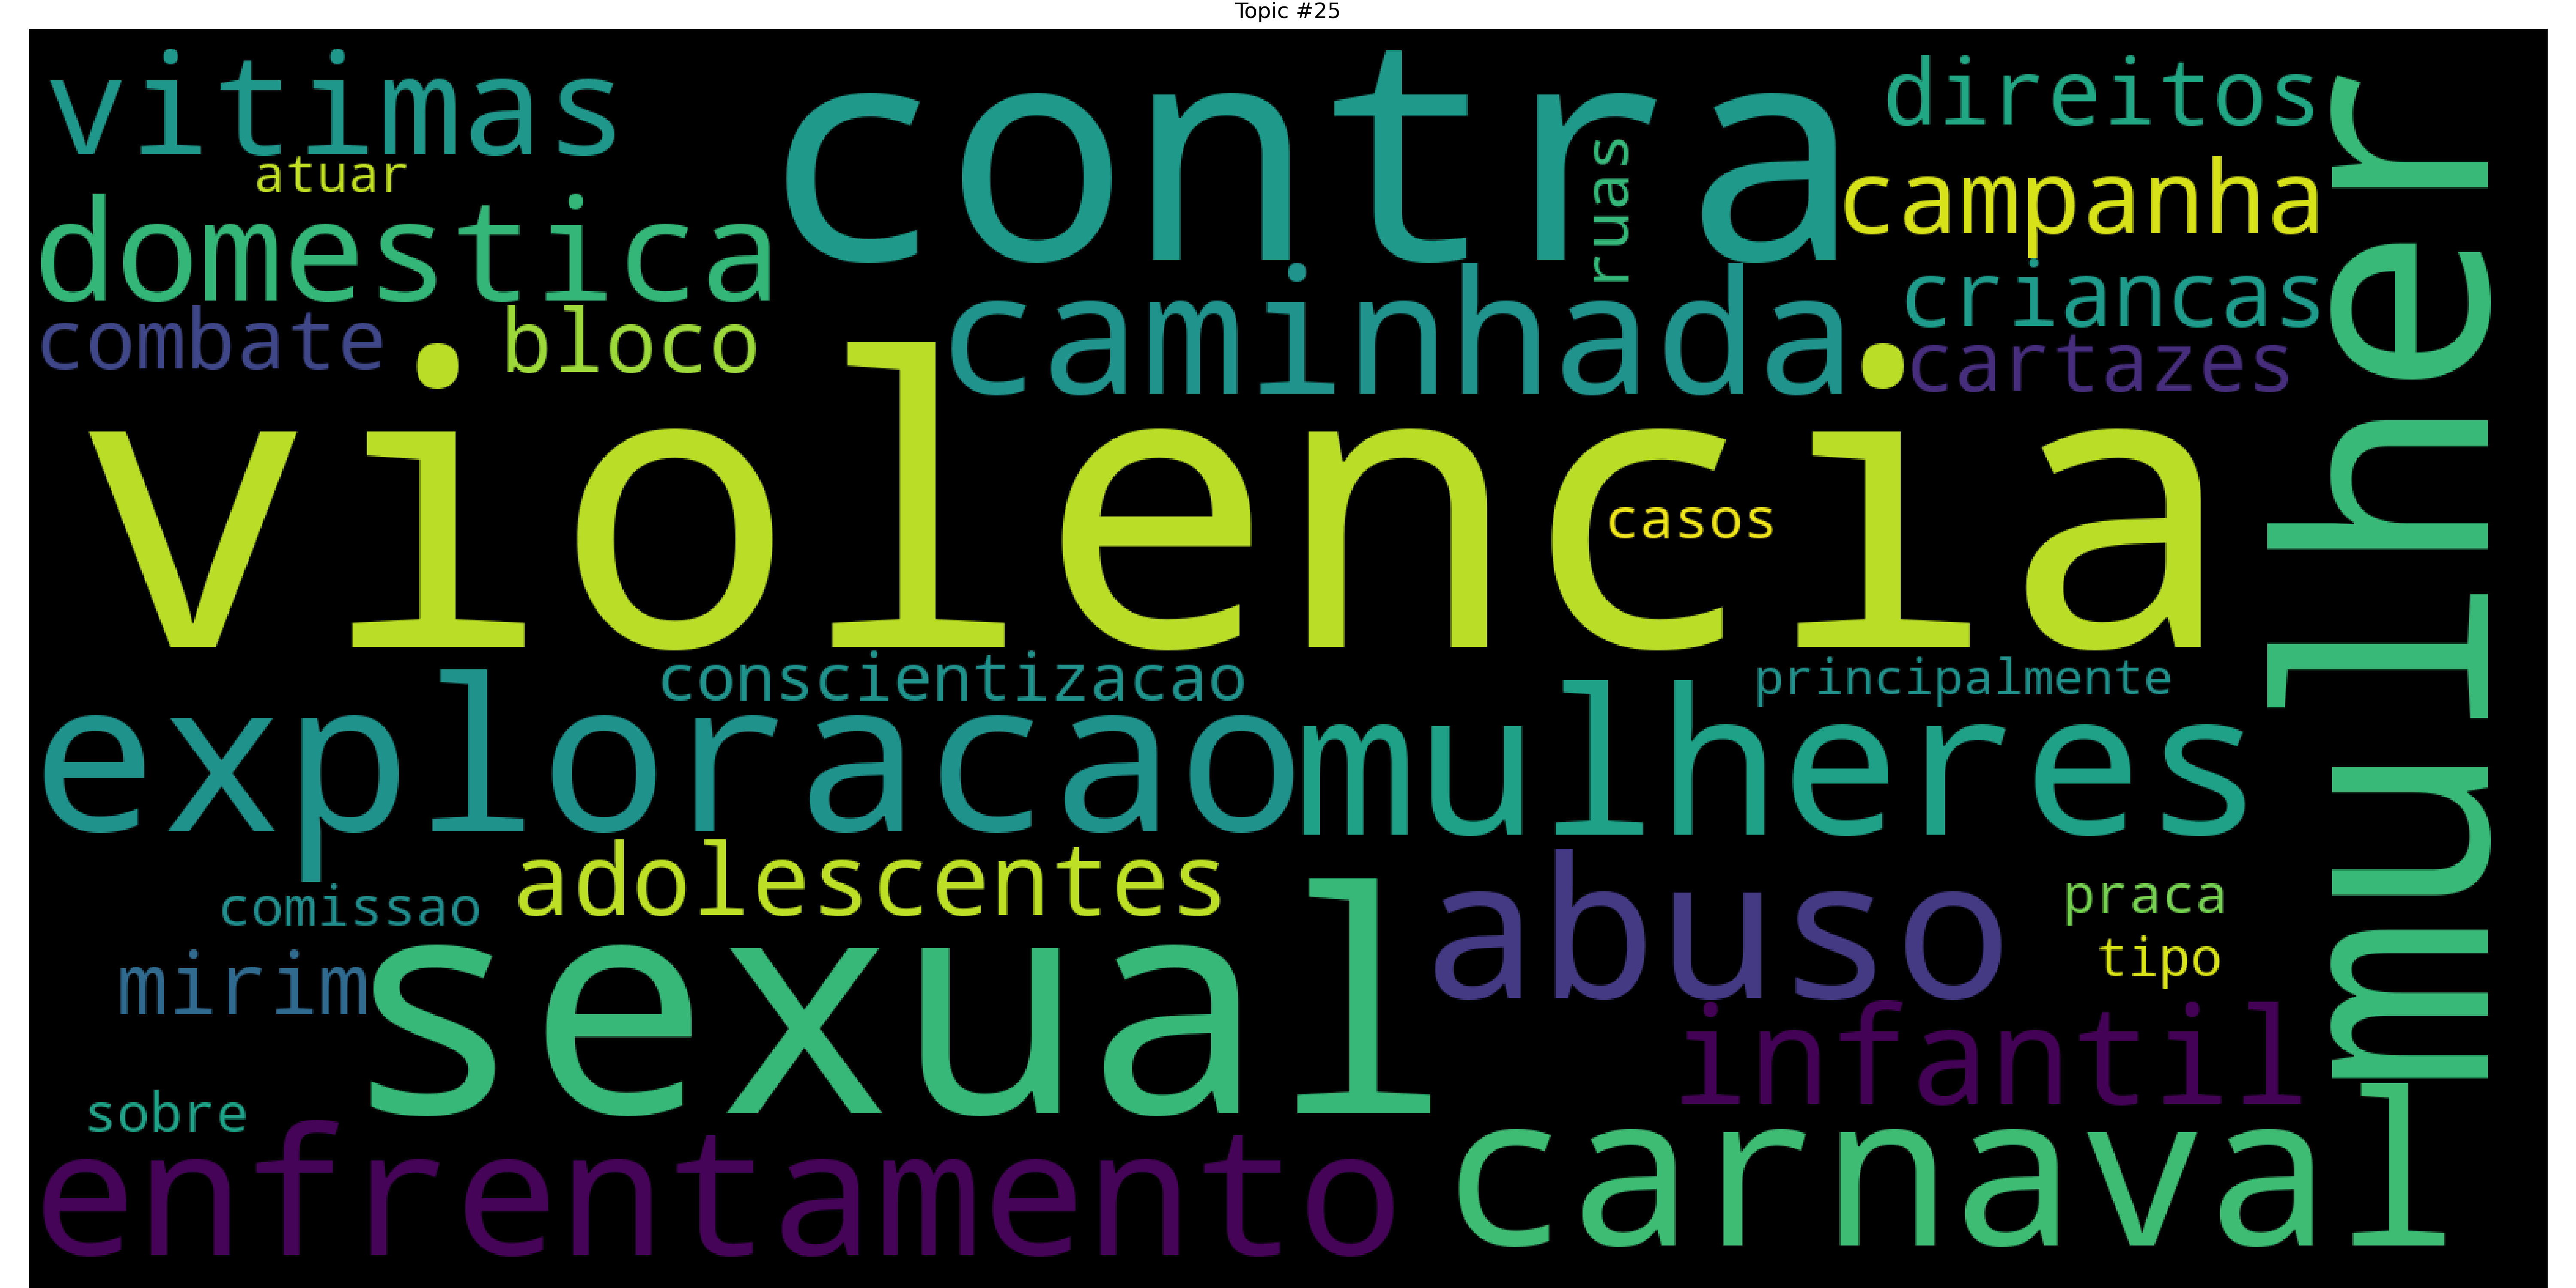 Topic #25
vitimas
contra
direitos
atuar
ruas
campanha
domestica
caminhada
criancas
combate
bloco
cartazes
mulher
violencia
casos
conscientizacao
principalmente
exploracao
mulheres
adolescentes
abuso
praca
comissao
tipo
mirim
sexual
infantil
sobre
enfrentamento
carnaval